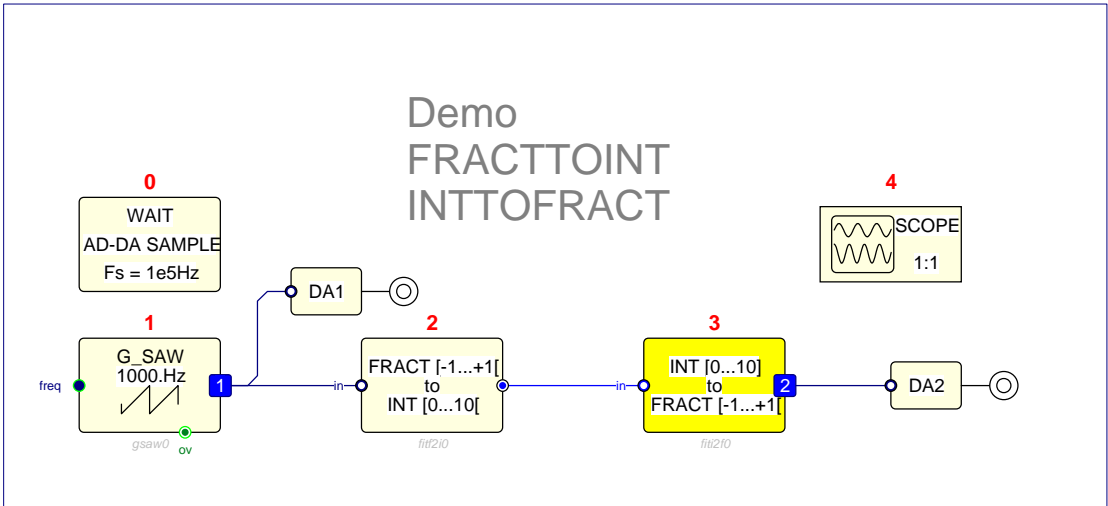 Demo
FRACTTOINT
INTTOFRACT
0
WAIT
AD-DA SAMPLE
Fs = 1e5Hz
4
SCOPE
1:1
DA1
1
G_SAW
1000.Hz
freq
1
gsaw0
ov
2
in
FRACT [-1...+1[
to
INT [0...10[
fitf2i0
3
in
INT [0...10]
to
FRACT [-1...+1[
2
fiti2f0
DA2